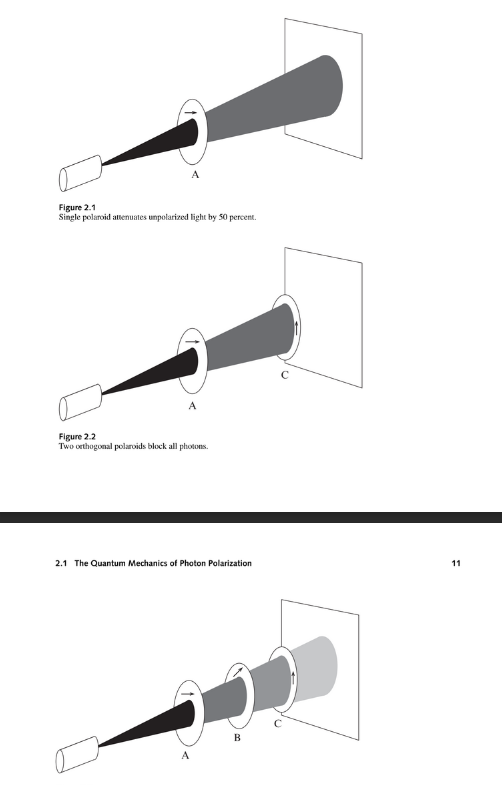 A
Figure 2.1
Single polaroid attenuates unpolarized light by 50 percent.
C
A
Figure 2.2
Two orthogonal polaroids block all photons.
2.1 The Quantum Mechanics of Photon Polarization 11
C
B
A